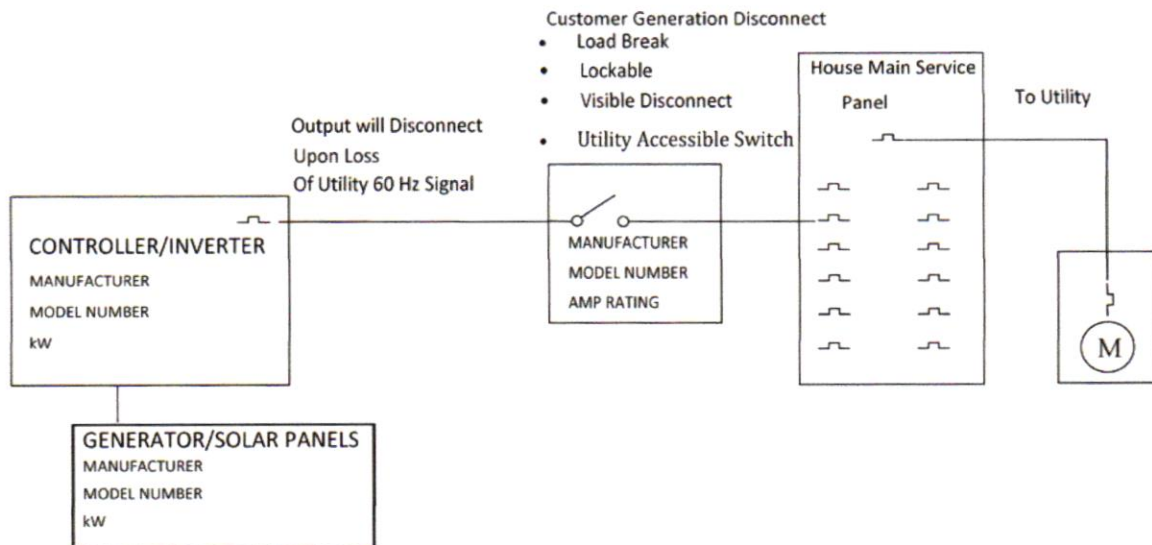 Customer Generation Disconnect
• Load Break
• Lockable
• Visible Disconnect
• Utility Accessible Switch
House Main Service
Panel
To Utility
Output will Disconnect
Upon Loss
Of Utility 60 Hz Signal
CONTROLLER/INVERTER
MANUFACTURER
MODEL NUMBER
kW
MANUFACTURER
MODEL NUMBER
AMP RATING
M
GENERATOR/SOLAR PANELS
MANUFACTURER
MODEL NUMBER
kW